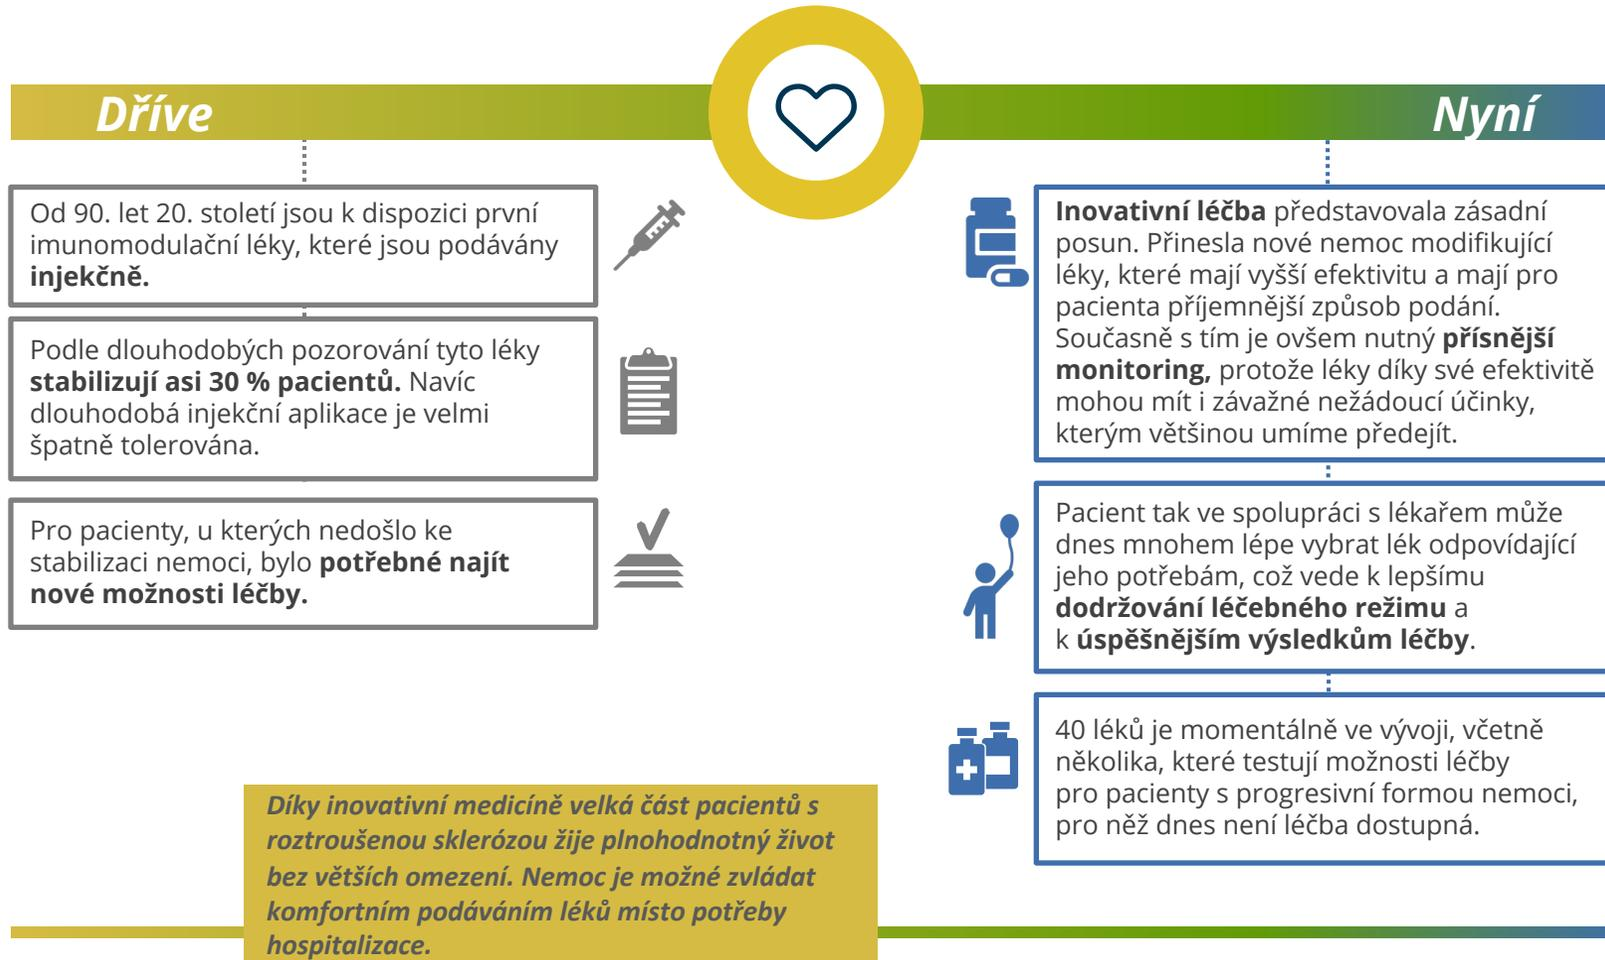 Dříve
Nyní
Od 90. let 20. století jsou k dispozici první
imunomodulační léky, které jsou podávány
injekčně.
Podle dlouhodobých pozorování tyto léky
stabilizují asi 30 % pacientů. Navíc
dlouhodobá injekční aplikace je velmi
špatně tolerována.
Pro pacienty, u kterých nedošlo ke
stabilizaci nemoci, bylo potřebné najít
nové možnosti léčby.
Inovativní léčba představovala zásadní
posun. Přinesla nové nemoc modifikující
léky, které mají vyšší efektivitu a mají pro
pacienta příjemnější způsob podání.
Současně s tím je ovšem nutný přísnější
monitoring, protože léky díky své efektivitě
mohou mít i závažné nežádoucí účinky,
kterým většinou umíme předejít.
Pacient tak ve spolupráci s lékařem může
dnes mnohem lépe vybrat lék odpovídající
jeho potřebám, což vede k lepšímu
dodržování léčebného režimu a
k úspěšnějším výsledkům léčby.
40 léků je momentálně ve vývoji, včetně
několika, které testují možnosti léčby
pro pacienty s progresivní formou nemoci,
pro něž dnes není léčba dostupná.
Díky inovativní medicíně velká část pacientů s
roztroušenou sklerózou žije plnohodnotný život
bez větších omezení. Nemoc je možné zvládat
komfortním podáváním léků místo potřeby
hospitalizace.